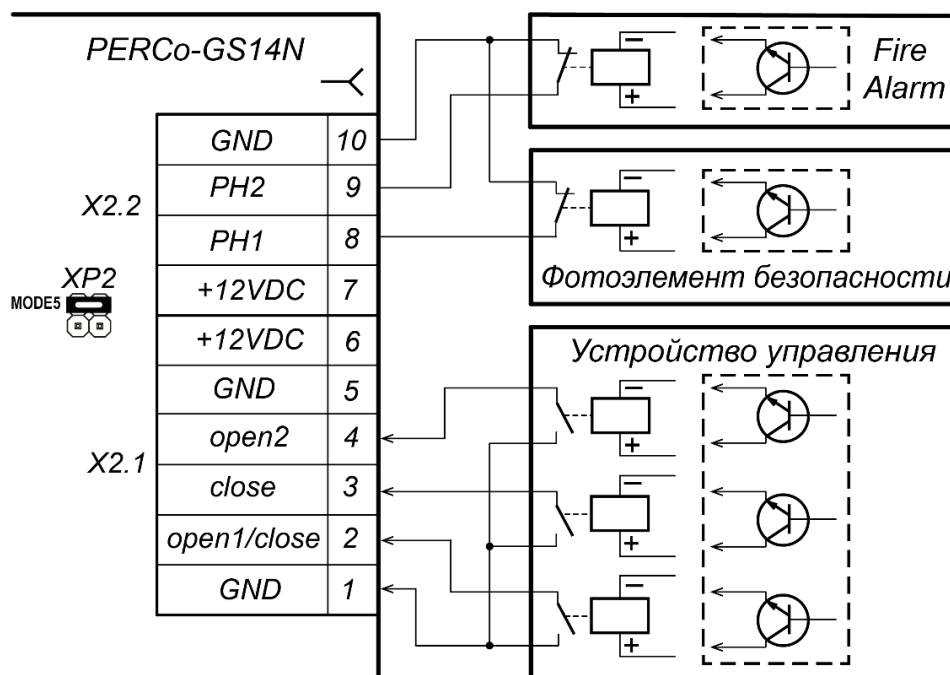 PERCo-GS14N
X2.2
XP2
MODE5
X2.1
GND 10
PH2 9
PH1 8
+12VDC 7
+12VDC 6
GND 5
open2 4
close 3
open1/close 2
GND 1
Fire
Alarm
− +
Фотоэлемент безопасности
− +
Устройство управления
− +
− +
− +